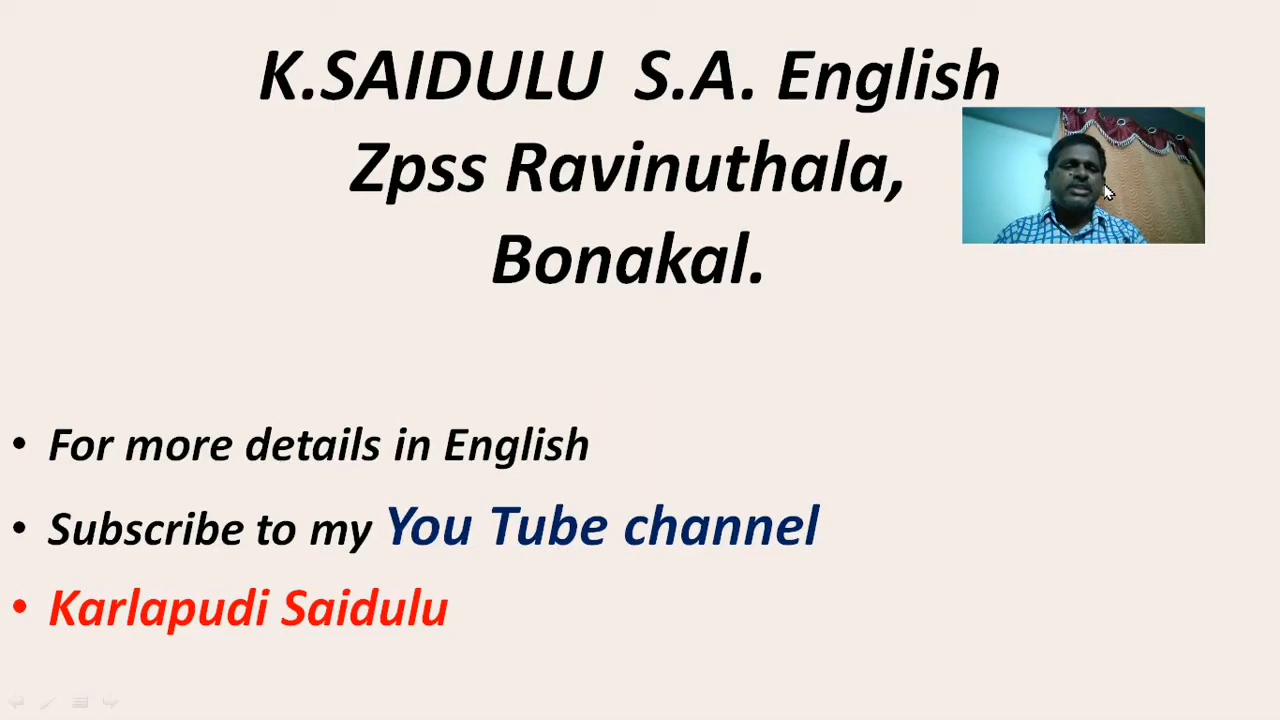 K.SAIDULU S.A. English
Zpss Ravinuthala,
Bonakal.
• For more details in English
• Subscribe to my You Tube channel
• Karlapudi Saidulu